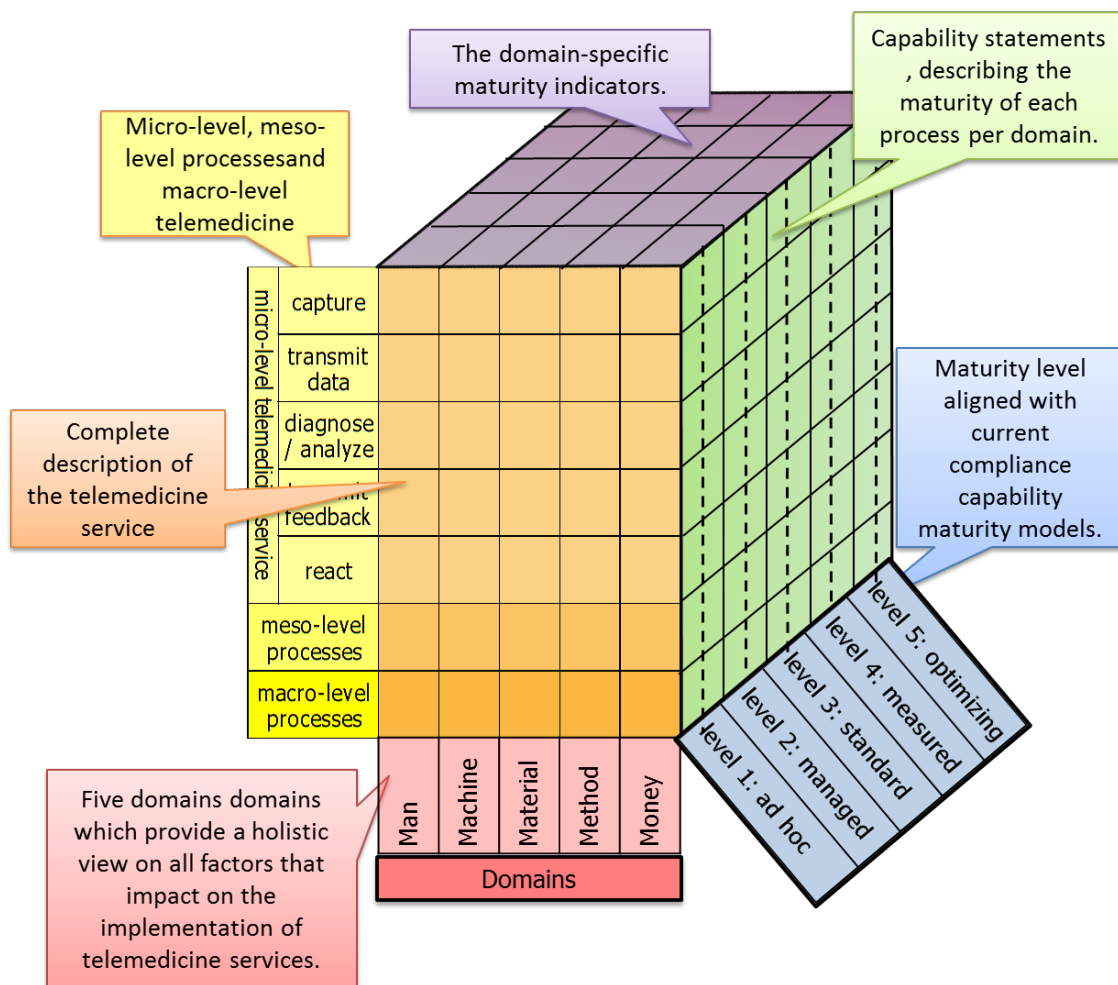 The domain-specific
maturity indicators.
Capability statements
, describing the
maturity of each
process per domain.
Micro-level, meso-
level processesand
macro-level
telemedicine
micro-level telemedici
service
capture
transmit
data
diagnose
/ analyze
feedback
react
meso-level
processes
macro-level
processes
Complete
description of
the telemedicine
service
Maturity level
aligned with
current
compliance
capability
maturity models.
level 1: ad hoc
level 2: managed
level 3: standard
level 4: measured
level 5: optimizing
Man
Machine
Material
Method
Money
Domains
Five domains domains
which provide a holistic
view on all factors that
impact on the
implementation of
telemedicine services.